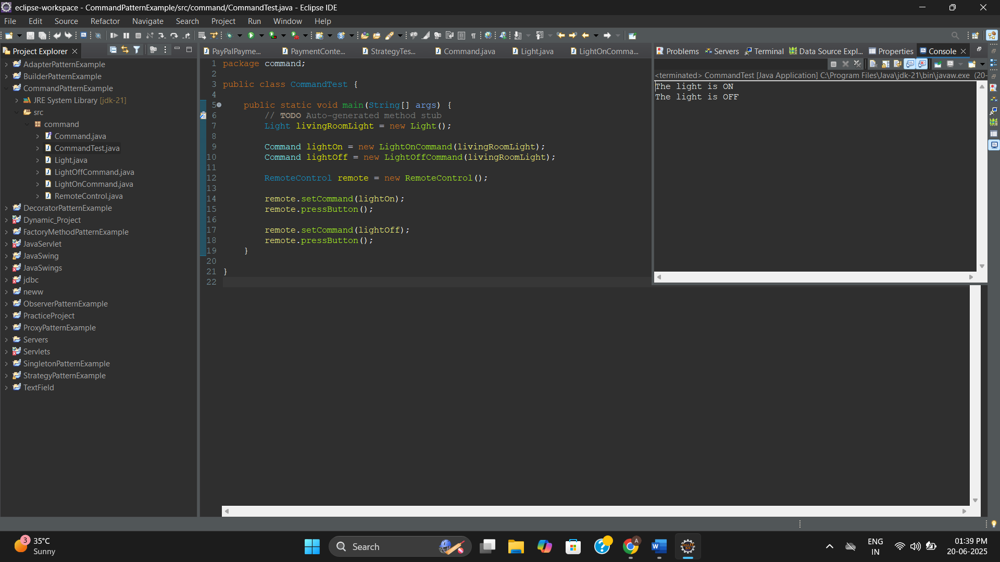 eclipse-workspace - CommandPatternExample/src/command/CommandTest.java - Eclipse IDE
File Edit Source Refactor Navigate Search Project Run Window Help
Project Explorer
AdapterPatternExample
BuilderPatternExample
CommandPatternExample
JRE System Library [jdk-21]
src
command
Command.java
CommandTest.java
Light.java
LightOffCommand.java
LightOnCommand.java
RemoteControl.java
DecoratorPatternExample
Dynamic_Project
FactoryMethodPatternExample
JavaServlet
JavaSwing
JavaSwings
jdbc
neww
ObserverPatternExample
PracticeProject
ProxyPatternExample
Servers
Servlets
SingletonPatternExample
StrategyPatternExample
TextField
PayPalPayme... PaymentConte... StrategyTes... Command.java Light.java LightOnComma...
1 package command;
2
3 public class CommandTest {
4
5 public static void main(String[] args) {
6 // TODO Auto-generated method stub
7 Light livingRoomLight = new Light();
8
9 Command lightOn = new LightOnCommand(livingRoomLight);
10 Command lightOff = new LightOffCommand(livingRoomLight);
11
12 RemoteControl remote = new RemoteControl();
13
14 remote.setCommand(lightOn);
15 remote.pressButton();
16
17 remote.setCommand(lightOff);
18 remote.pressButton();
19 }
20
21 }
22
Problems Servers Terminal Data Source Expl... Properties Console
<terminated> CommandTest [Java Application] C:\Program Files\Java\jdk-21\bin\javaw.exe (20-
The light is ON
The light is OFF
3
35°C
Sunny
Search
ENG
IN
01:39 PM
20-06-2025